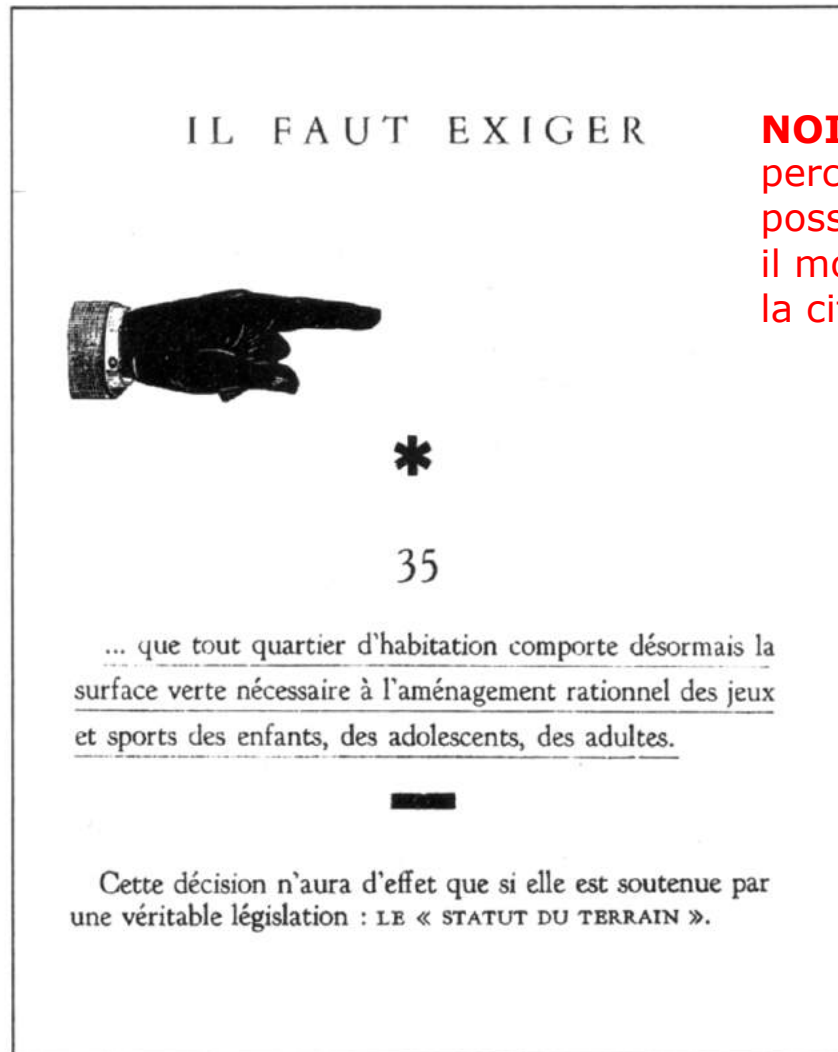 IL FAUT EXIGER
*
35
... que tout quartier d'habitation comporte désormais la
surface verte nécessaire à l'aménagement rationnel des jeux
et sports des enfants, des adolescents, des adultes.
Cette décision n'aura d'effet que si elle est soutenue par
une véritable législation : LE « STATUT DU TERRAIN ».
NOI
perc
poss
il mo
la ci